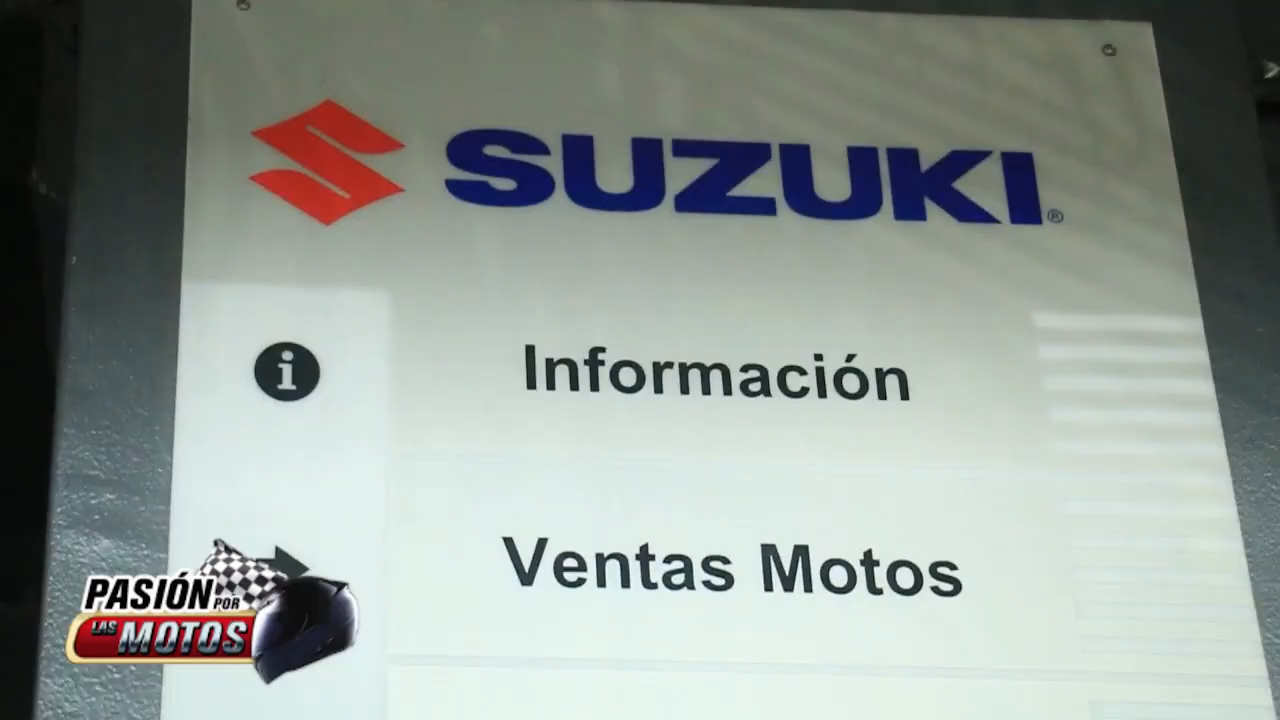 SUZUKI®
i Información
Ventas Motos
PASIÓN POR
LAS MOTOS